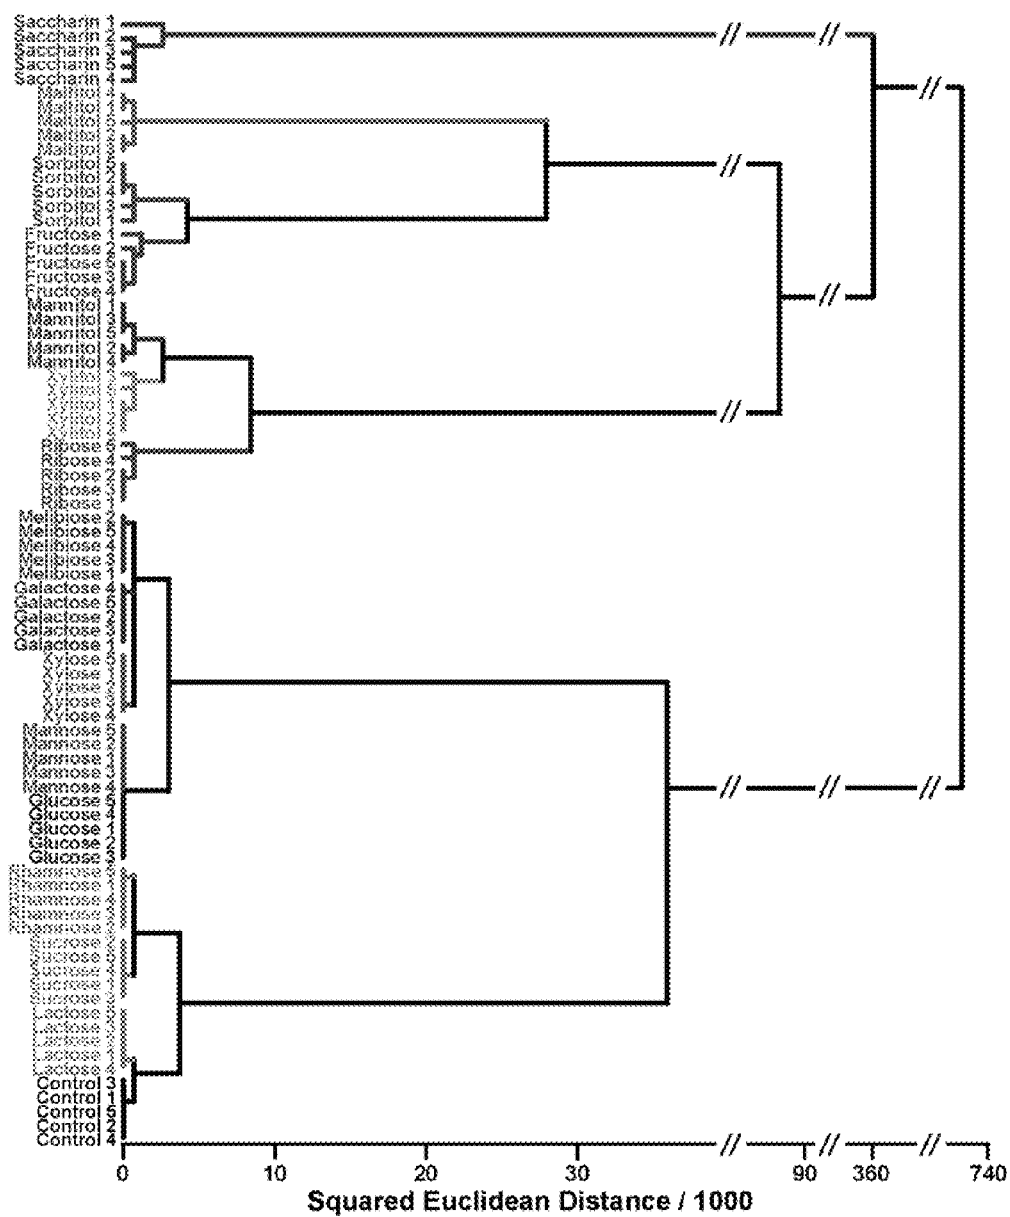 Saccharin 1
Saccharin 2
Saccharin 3
Saccharin 5
Saccharin 4
Maltitol 4
Maltitol 1
Maltitol 5
Maltitol 2
Maltitol 3
Sorbitol 5
Sorbitol 2
Sorbitol 4
Sorbitol 3
Sorbitol 1
Fructose 1
Fructose 2
Fructose 5
Fructose 3
Fructose 4
Mannitol 3
Mannitol 1
Mannitol 5
Mannitol 2
Mannitol 4
Xylitol
Xylitol
Xylitol
Xylitol
Xylitol
Ribose 5
Ribose 4
Ribose 2
Ribose 3
Ribose 1
Melibiose 2
Melibiose 5
Melibiose 4
Melibiose 3
Melibiose 1
Galactose 4
Galactose 5
Galactose 2
Galactose 3
Galactose 1
Xylose 5
Xylose 1
Xylose 2
Xylose 3
Xylose 4
Mannose 5
Mannose 2
Mannose 1
Mannose 3
Mannose 4
Glucose 5
Glucose 4
Glucose 1
Glucose 2
Glucose 3
Rhamnose
Rhamnose 1
Rhamnose 4
Rhamnose 3
Rhamnose 2
Sucrose 2
Sucrose 5
Sucrose 4
Sucrose 1
Sucrose 3
Lactose 5
Lactose 3
Lactose 2
Lactose 1
Lactose 4
Control 3
Control 1
Control 5
Control 2
Control 4
0 10 20 30 90 360 740
Squared Euclidean Distance / 1000